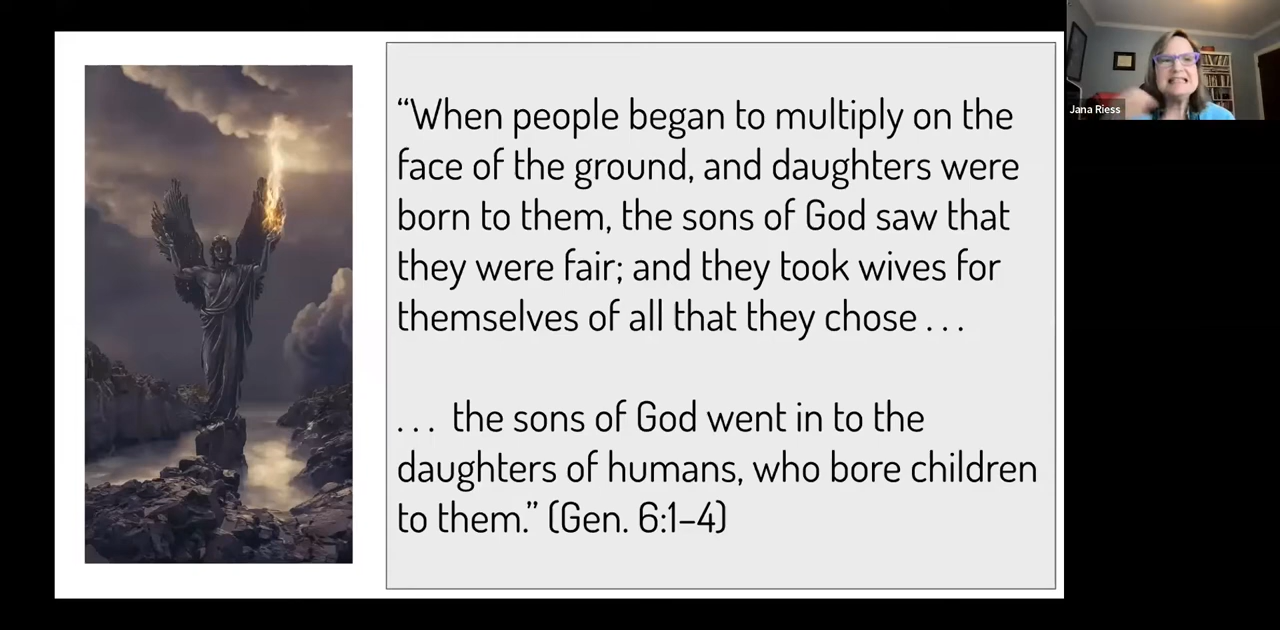 “When people began to multiply on the
face of the ground, and daughters were
born to them, the sons of God saw that
they were fair; and they took wives for
themselves of all that they chose . . .
. . . the sons of God went in to the
daughters of humans, who bore children
to them.” (Gen. 6:1–4)
Jana Riess